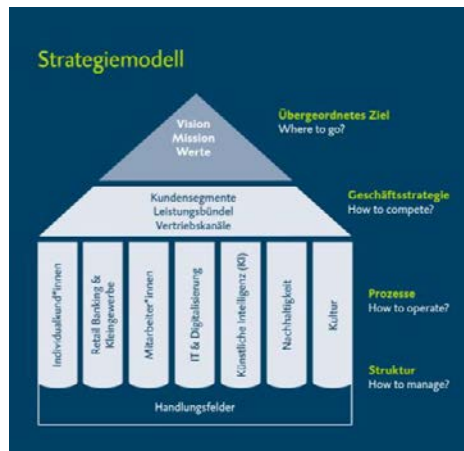 Strategiemodell
Vision
Mission
Werte
Übergeordnetes Ziel
Where to go?
Kundensegmente
Leistungsbündel
Vertriebskanäle
Geschäftsstrategie
How to compete?
Individualkund*innen
Retail Banking &
Kleingewerbe
Mitarbeiter*innen
IT & Digitalisierung
Künstliche Intelligenz (KI)
Nachhaltigkeit
Kultur
Prozesse
How to operate?
Struktur
How to manage?
Handlungsfelder